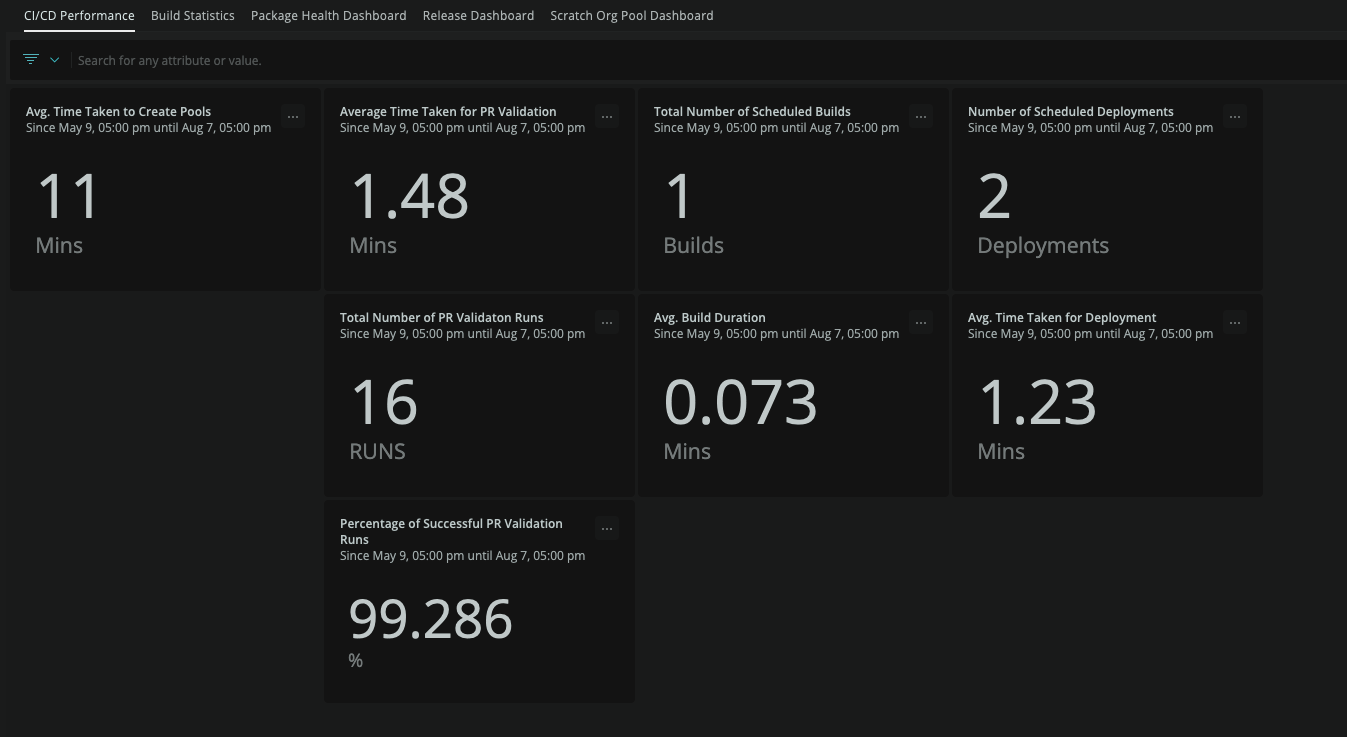 CI/CD Performance Build Statistics Package Health Dashboard Release Dashboard Scratch Org Pool Dashboard
Search for any attribute or value.
Avg. Time Taken to Create Pools
Since May 9, 05:00 pm until Aug 7, 05:00 pm
...
11
Mins
Average Time Taken for PR Validation
Since May 9, 05:00 pm until Aug 7, 05:00 pm
...
1.48
Mins
Total Number of Scheduled Builds
Since May 9, 05:00 pm until Aug 7, 05:00 pm
...
1
Builds
Number of Scheduled Deployments
Since May 9, 05:00 pm until Aug 7, 05:00 pm
...
2
Deployments
Total Number of PR Validaton Runs
Since May 9, 05:00 pm until Aug 7, 05:00 pm
...
16
RUNS
Avg. Build Duration
Since May 9, 05:00 pm until Aug 7, 05:00 pm
...
0.073
Mins
Avg. Time Taken for Deployment
Since May 9, 05:00 pm until Aug 7, 05:00 pm
...
1.23
Mins
Percentage of Successful PR Validation
Runs
Since May 9, 05:00 pm until Aug 7, 05:00 pm
...
99.286
%